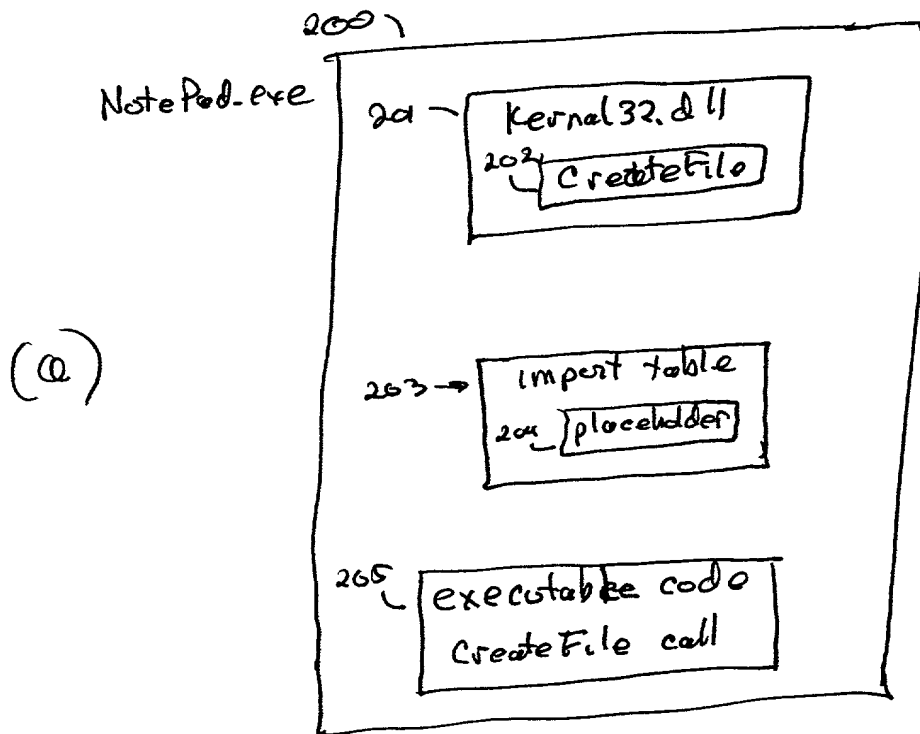 200
NotePad.exe
201
Kernal32.dll
202
CreateFile
(a)
203
import table
204
placeholder
205
executable code
CreateFile call